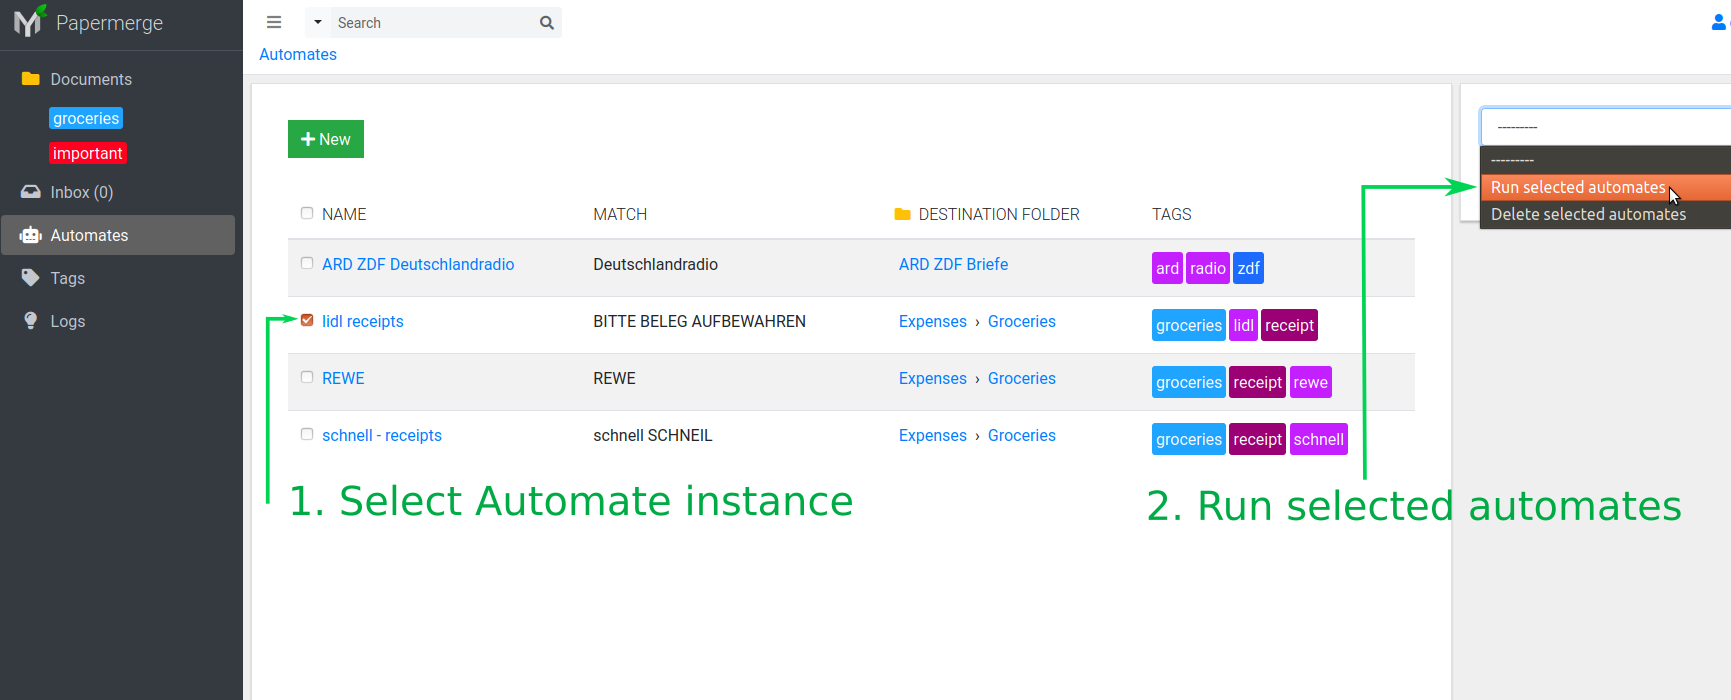 Papermerge
Search
Automates
Documents
groceries
important
Inbox (0)
Automates
Tags
Logs
New
---------
---------
Run selected automates
Delete selected automates
NAME MATCH DESTINATION FOLDER TAGS
ARD ZDF Deutschlandradio Deutschlandradio ARD ZDF Briefe ard radio zdf
lidl receipts BITTE BELEG AUFBEWAHREN Expenses › Groceries groceries lidl receipt
REWE REWE Expenses › Groceries groceries receipt rewe
schnell - receipts schnell SCHNEIL Expenses › Groceries groceries receipt schnell
1. Select Automate instance
2. Run selected automates